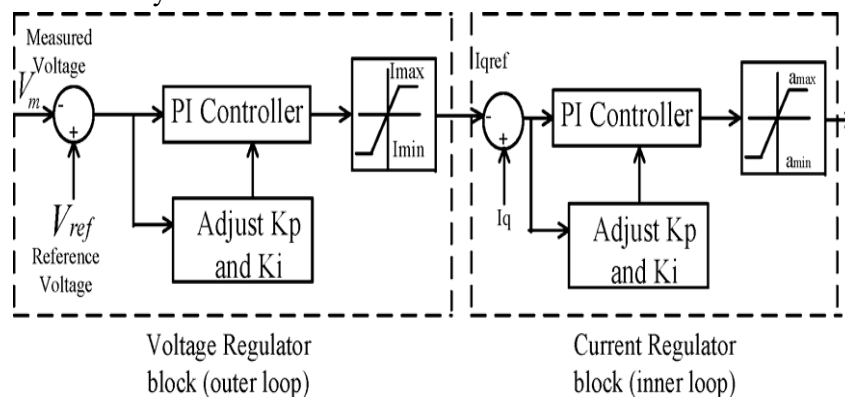 Measured
Voltage
Vm
-
+
Vref
Reference
Voltage
PI Controller
Adjust Kp
and Ki
Imax
Imin
Voltage Regulator
block (outer loop)
Iqref
-
+
Iq
PI Controller
Adjust Kp
and Ki
amax
amin
Current Regulator
block (inner loop)